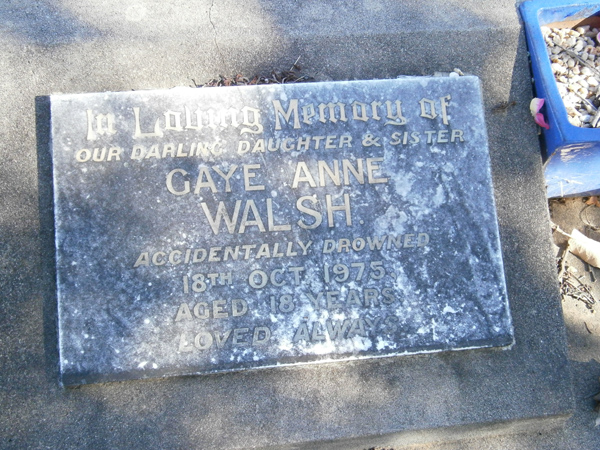 In Loving Memory of
OUR DARLING DAUGHTER & SISTER
GAYE ANNE
WALSH
ACCIDENTALLY DROWNED
18TH OCT. 1975
AGED 18 YEARS
LOVED ALWAYS